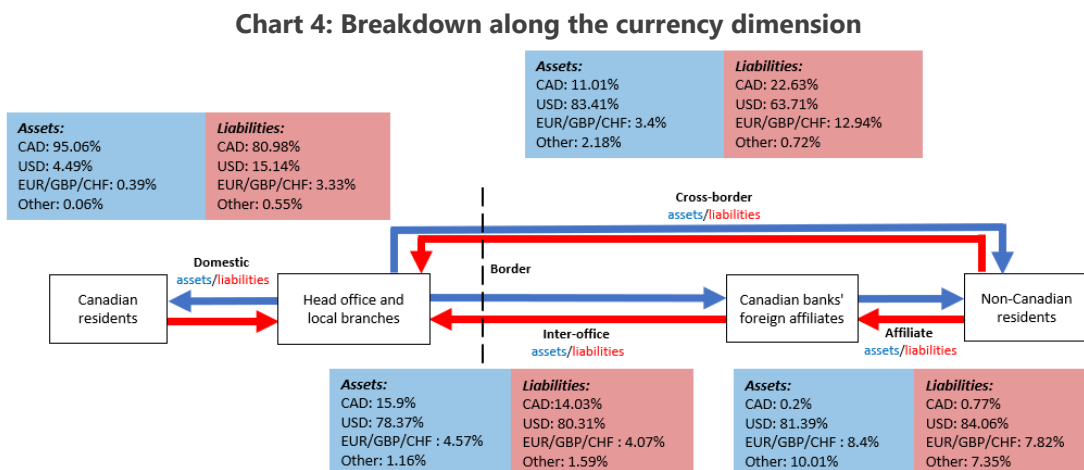 Chart 4: Breakdown along the currency dimension
Assets:
CAD: 11.01%
USD: 83.41%
EUR/GBP/CHF: 3.4%
Other: 2.18%
Liabilities:
CAD: 22.63%
USD: 63.71%
EUR/GBP/CHF: 12.94%
Other: 0.72%
Assets:
CAD: 95.06%
USD: 4.49%
EUR/GBP/CHF: 0.39%
Other: 0.06%
Liabilities:
CAD: 80.98%
USD: 15.14%
EUR/GBP/CHF: 3.33%
Other: 0.55%
Cross-border
assets/liabilities
Domestic
assets/liabilities
Border
Canadian
residents
Head office and
local branches
Canadian banks'
foreign affiliates
Non-Canadian
residents
Inter-office
assets/liabilities
Affiliate
assets/liabilities
Assets:
CAD: 15.9%
USD: 78.37%
EUR/GBP/CHF : 4.57%
Other: 1.16%
Liabilities:
CAD:14.03%
USD: 80.31%
EUR/GBP/CHF: 4.07%
Other: 1.59%
Assets:
CAD: 0.2%
USD: 81.39%
EUR/GBP/CHF : 8.4%
Other: 10.01%
Liabilities:
CAD: 0.77%
USD: 84.06%
EUR/GBP/CHF: 7.82%
Other: 7.35%